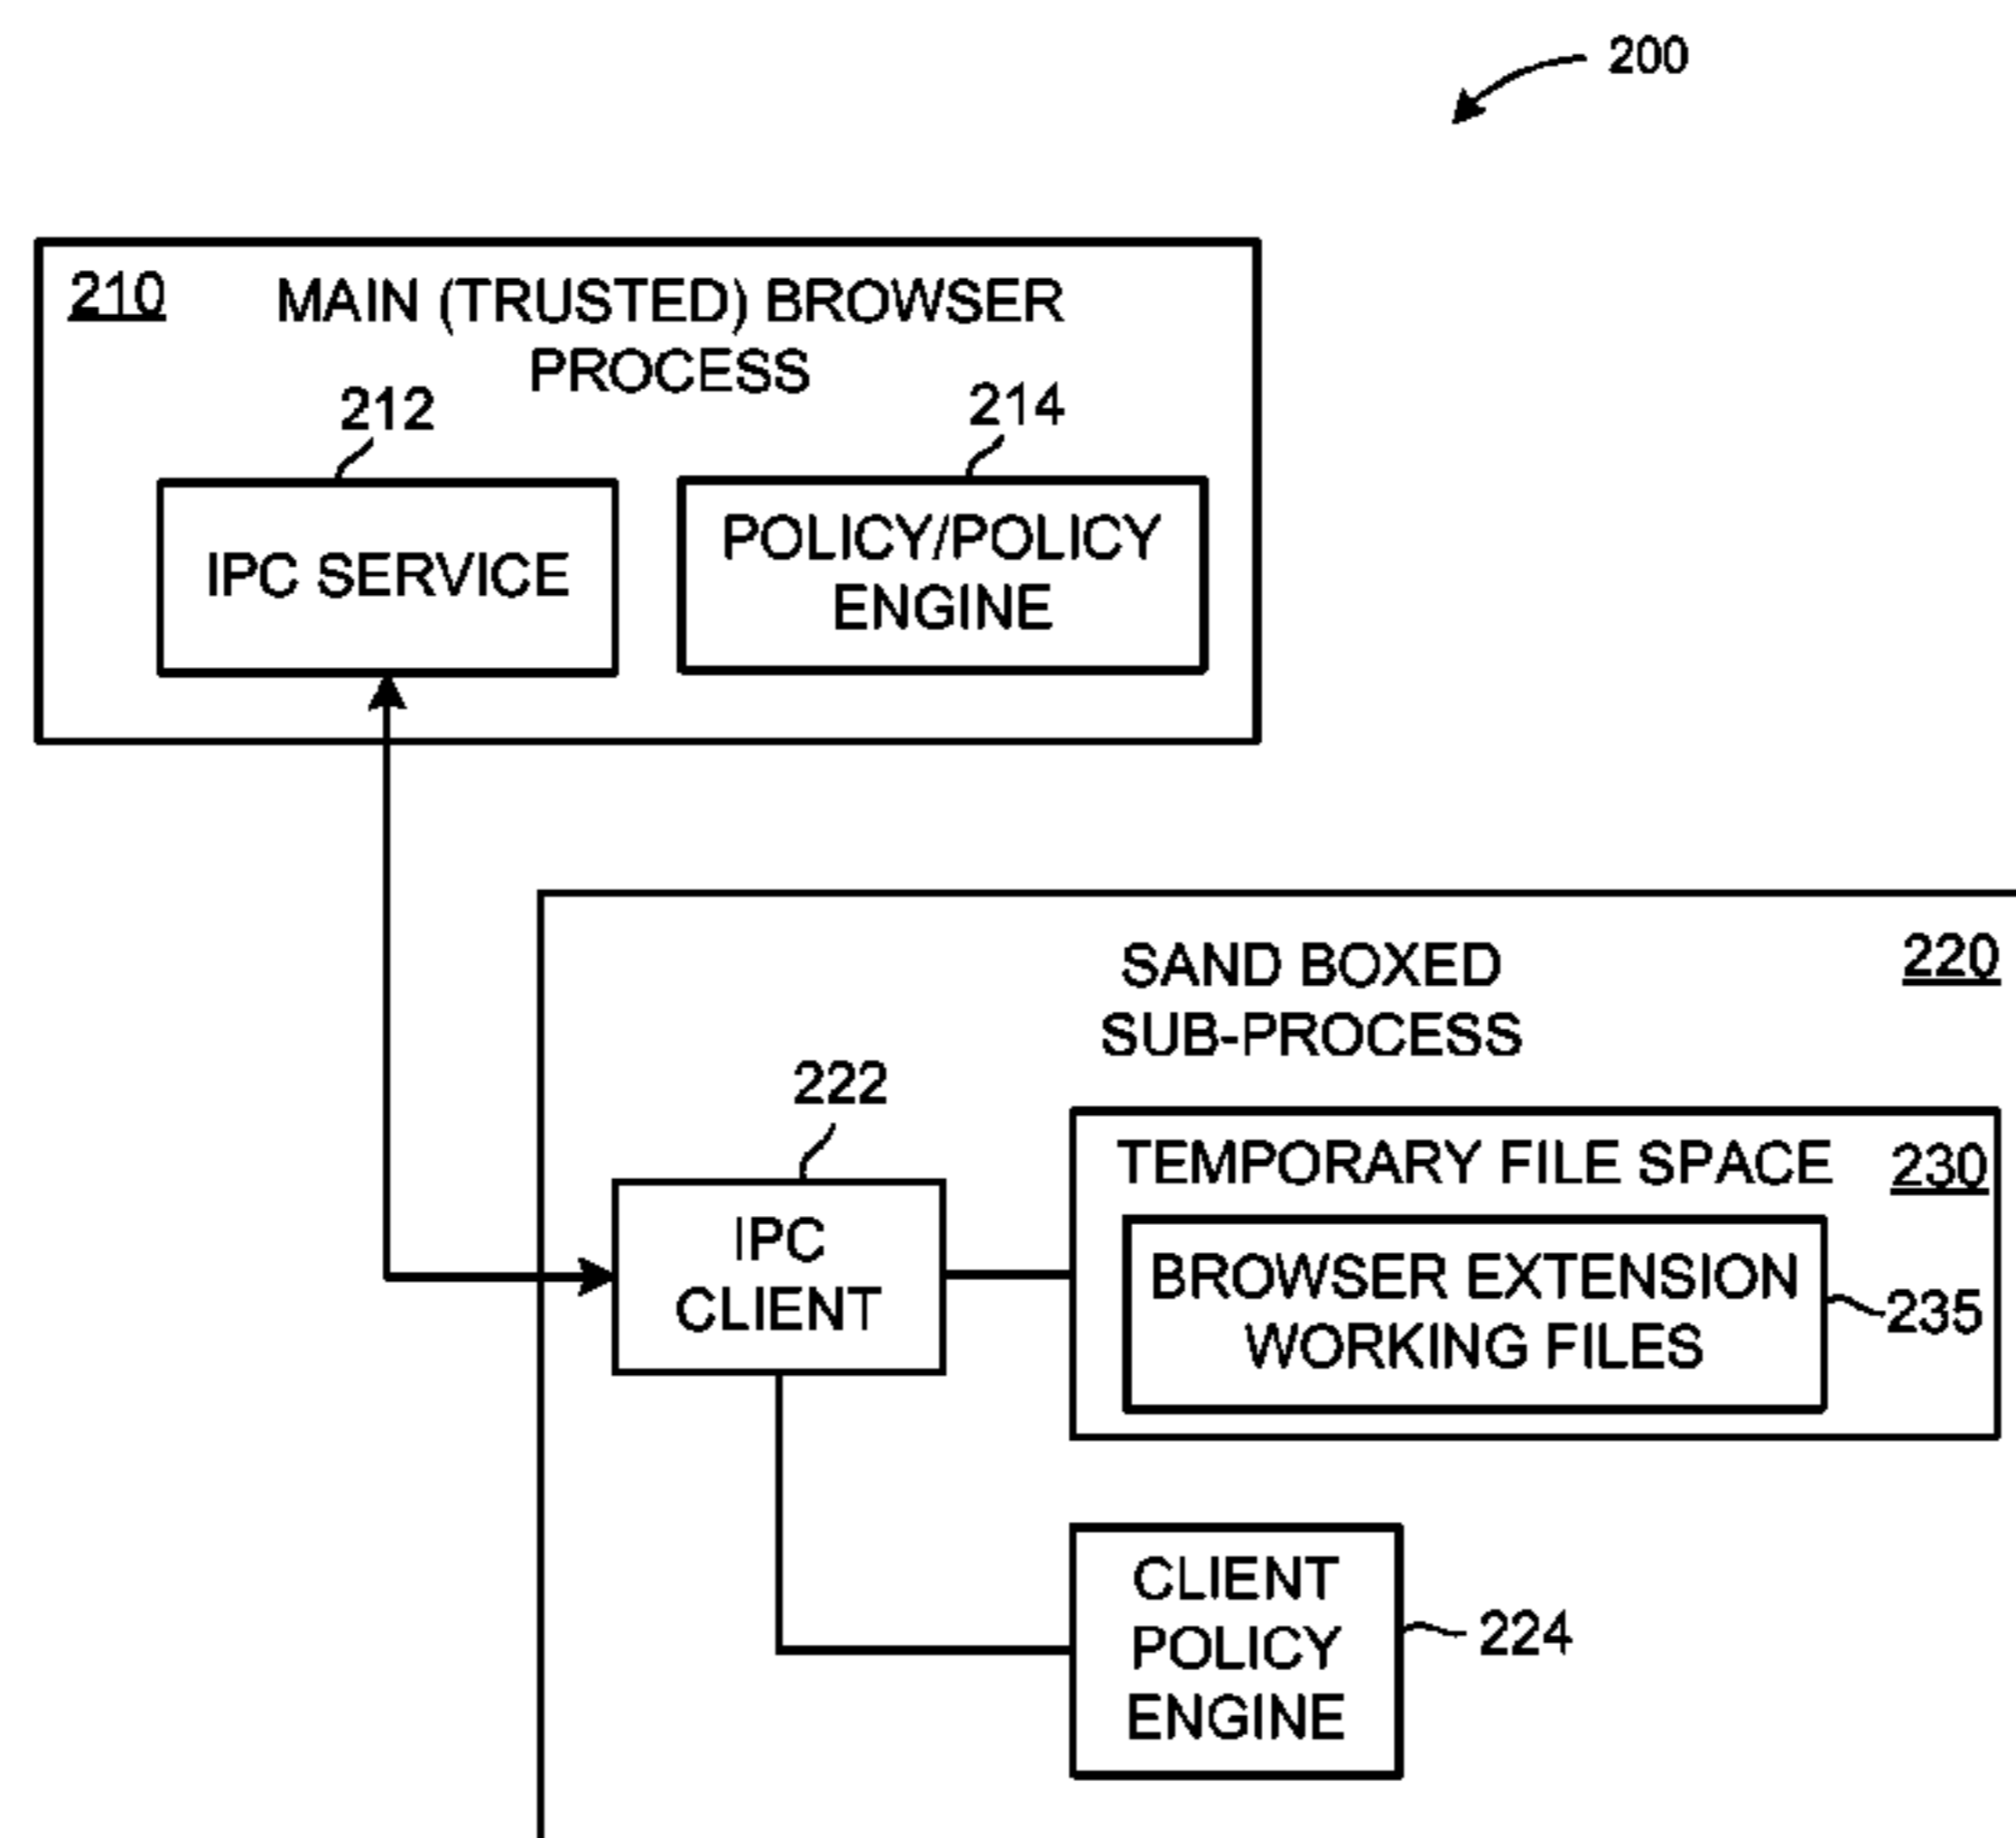 200
210
MAIN (TRUSTED) BROWSER
PROCESS
212
214
IPC SERVICE
POLICY/POLICY
ENGINE
SAND BOXED
SUB-PROCESS
220
222
IPC
CLIENT
TEMPORARY FILE SPACE
230
BROWSER EXTENSION
WORKING FILES
235
CLIENT
POLICY
ENGINE
224